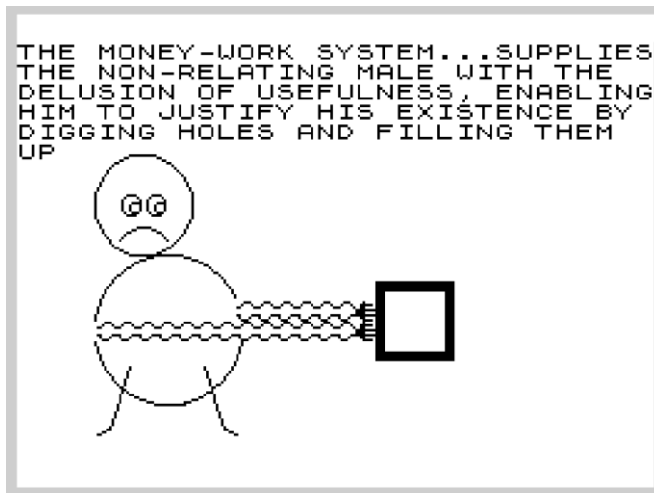 THE MONEY-WORK SYSTEM...SUPPLIES
THE NON-RELATING MALE WITH THE
DELUSION OF USEFULNESS, ENABLING
HIM TO JUSTIFY HIS EXISTENCE BY
DIGGING HOLES AND FILLING THEM
UP